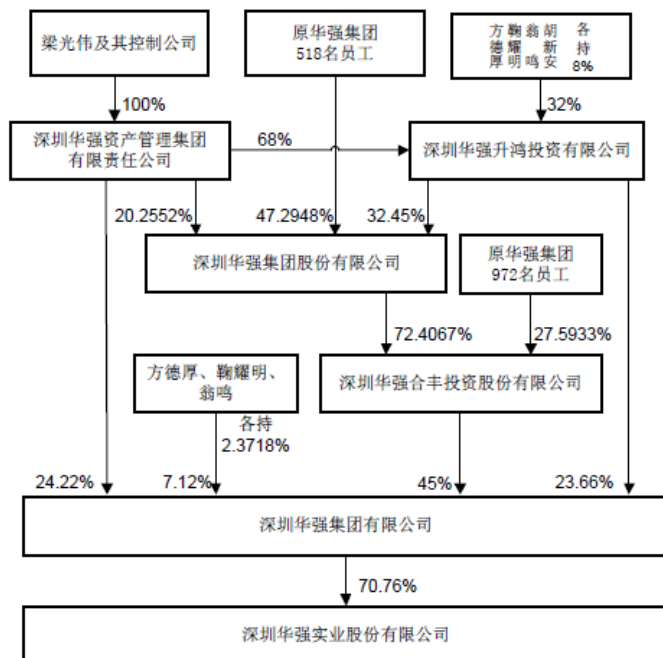 梁光伟及其控制公司
原华强集团
518名员工
方德厚
鞠耀明
翁鸣
胡新安
各持
8%
100%
32%
深圳华强资产管理集团
有限责任公司
68%
深圳华强升鸿投资有限公司
20.2552%
47.2948%
32.45%
深圳华强集团股份有限公司
原华强集团
972名员工
72.4067%
27.5933%
方德厚、鞠耀明、
翁鸣
深圳华强合丰投资股份有限公司
各持
2.3718%
24.22%
7.12%
45%
23.66%
深圳华强集团有限公司
70.76%
深圳华强实业股份有限公司